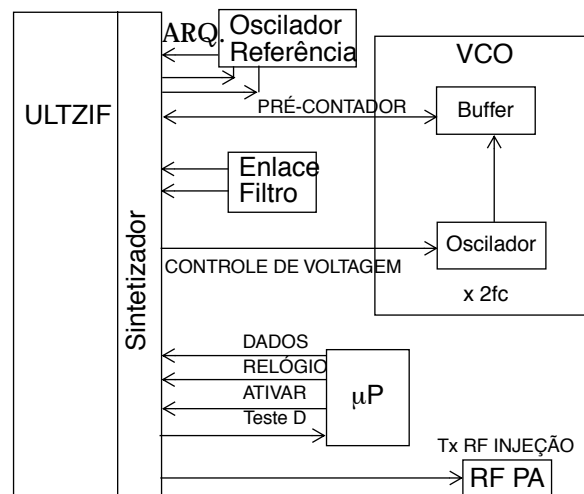 ARQ.
Oscilador
Referência
VCO
ULTZIF
PRÉ-CONTADOR
Buffer
Enlace
Filtro
Sintetizador
Oscilador
CONTROLE DE VOLTAGEM
x 2fc
DADOS
RELÓGIO
ATIVAR
Teste D
µP
Tx RF INJEÇÃO
RF PA